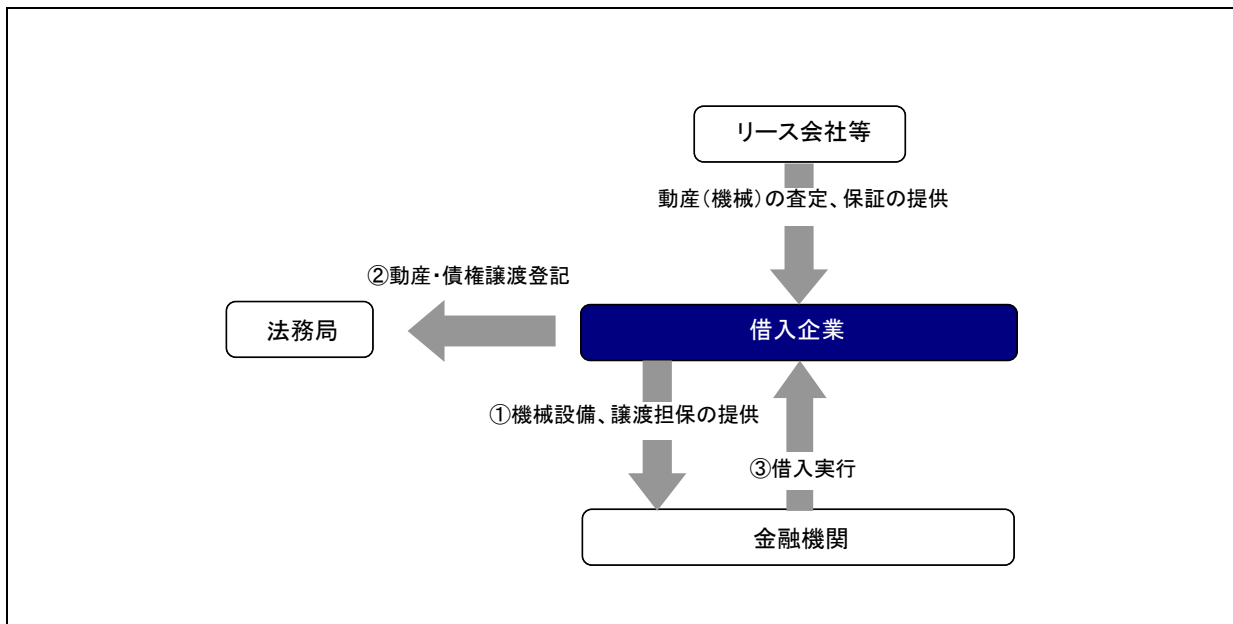 リース会社等
動産(機械)の査定、保証の提供
②動産・債権譲渡登記
法務局
借入企業
①機械設備、譲渡担保の提供
③借入実行
金融機関